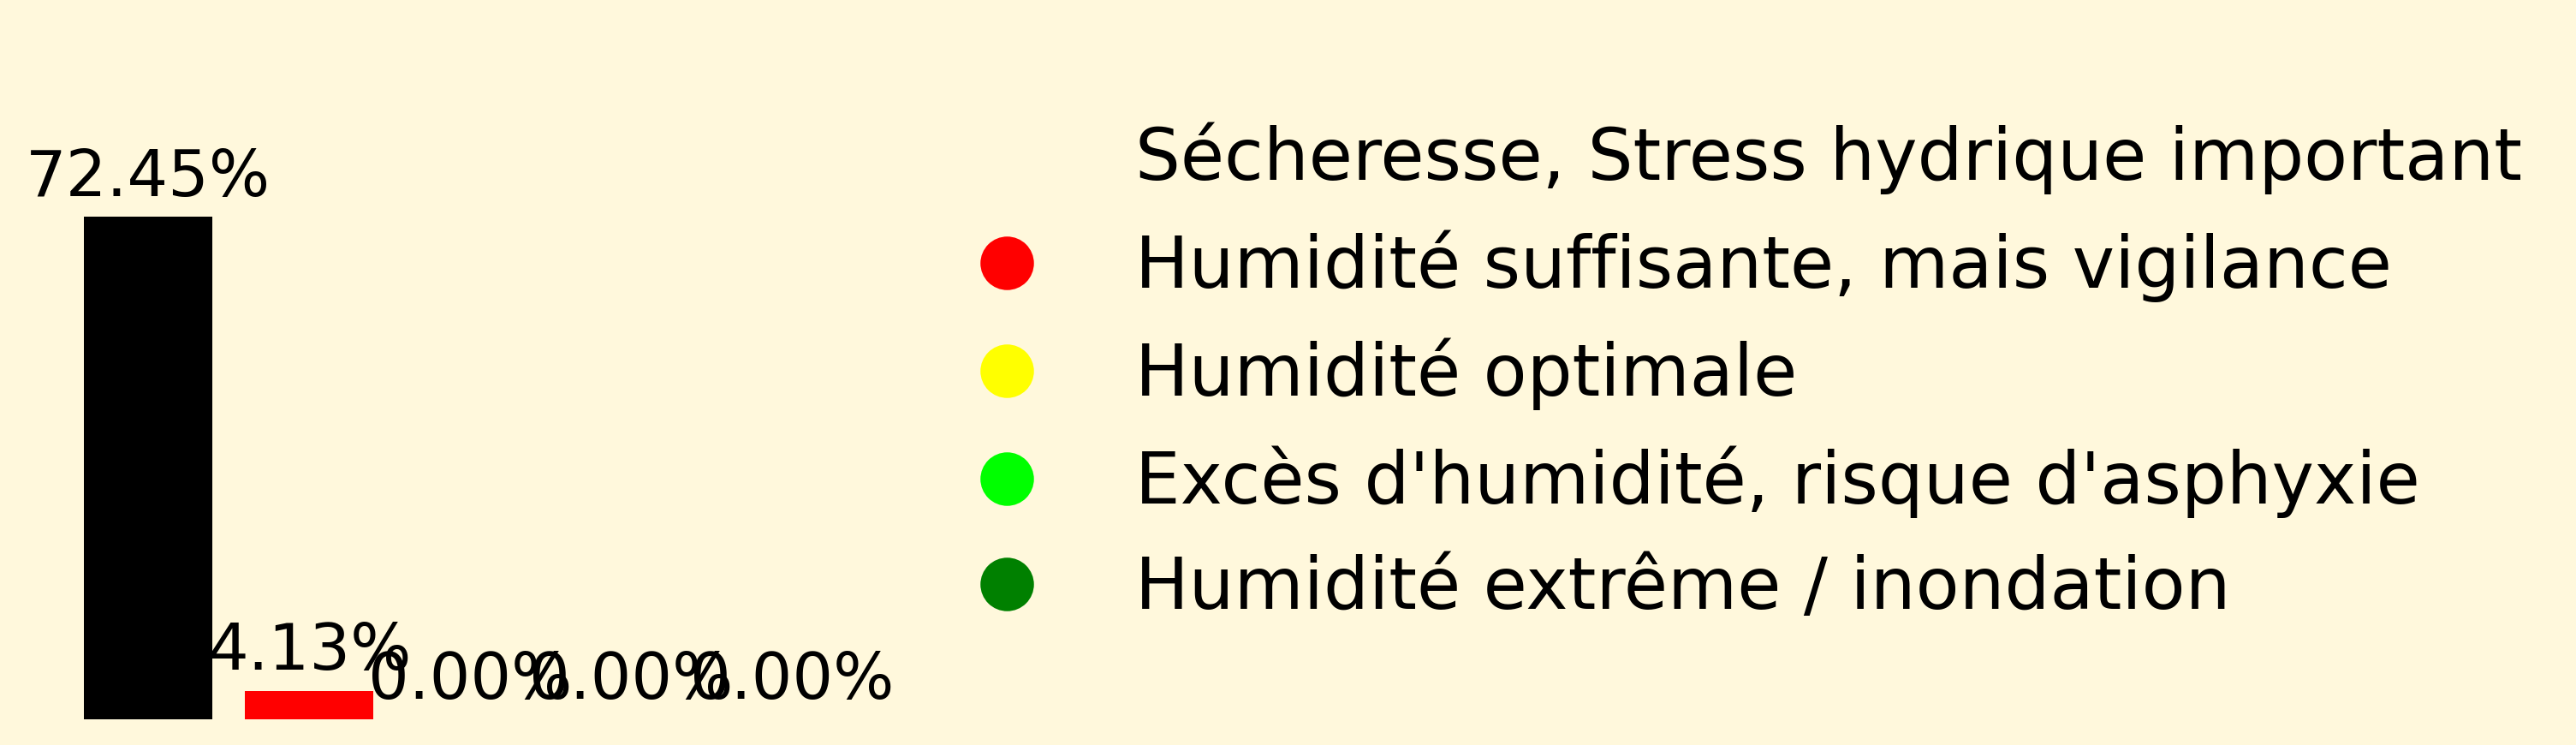 72.45%
4.13%
0.00%
0.00%
0.00%
Sécheresse, Stress hydrique important
Humidité suffisante, mais vigilance
Humidité optimale
Excès d'humidité, risque d'asphyxie
Humidité extrême / inondation